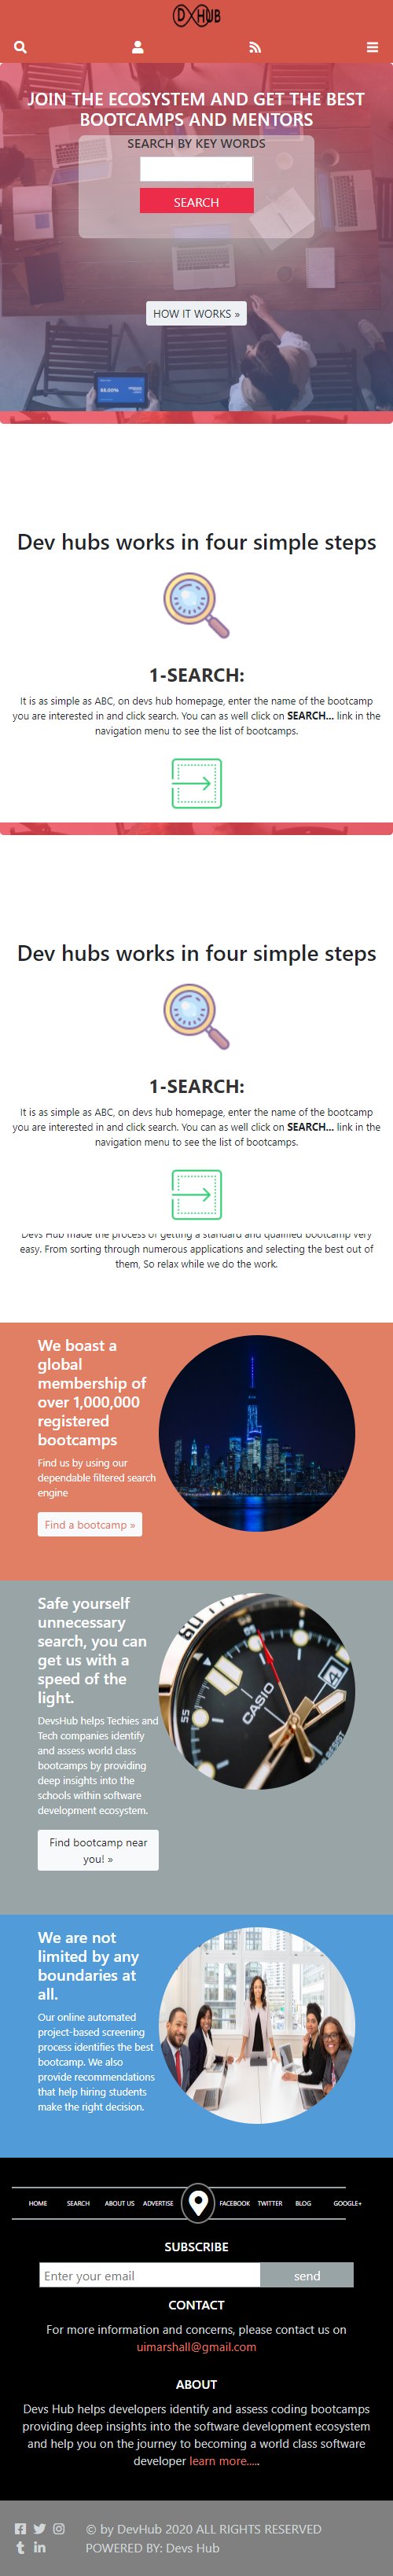 DXHUB
JOIN THE ECOSYSTEM AND GET THE BEST
BOOTCAMPS AND MENTORS
SEARCH BY KEY WORDS
SEARCH
HOW IT WORKS »
Dev hubs works in four simple steps
1-SEARCH:
It is as simple as ABC, on devs hub homepage, enter the name of the bootcamp
you are interested in and click search. You can as well click on SEARCH... link in the
navigation menu to see the list of bootcamps.
Dev hubs works in four simple steps
1-SEARCH:
It is as simple as ABC, on devs hub homepage, enter the name of the bootcamp
you are interested in and click search. You can as well click on SEARCH... link in the
navigation menu to see the list of bootcamps.
Devs Hub made the process of getting a standard and qualified bootcamp very
easy. From sorting through numerous applications and selecting the best out of
them, So relax while we do the work.
We boast a
global
membership of
over 1,000,000
registered
bootcamps
Find us by using our
dependable filtered search
engine
Find a bootcamp »
Safe yourself
unnecessary
search, you can
get us with a
speed of the
light.
DevsHub helps Techies and
Tech companies identify
and assess world class
bootcamps by providing
deep insights into the
schools within software
development ecosystem.
Find bootcamp near
you! »
CASIO
55
4
We are not
limited by any
boundaries at
all.
Our online automated
project-based screening
process identifies the best
bootcamp. We also
provide recommendations
that help hiring students
make the right decision.
HOME SEARCH ABOUT US ADVERTISE FACEBOOK TWITTER BLOG GOOGLE+
SUBSCRIBE
Enter your email send
CONTACT
For more information and concerns, please contact us on
uimarshall@gmail.com
ABOUT
Devs Hub helps developers identify and assess coding bootcamps
providing deep insights into the software development ecosystem
and help you on the journey to becoming a world class software
developer learn more.....
© by DevHub 2020 ALL RIGHTS RESERVED
POWERED BY: Devs Hub